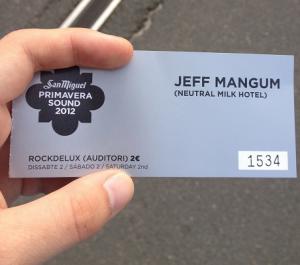 San Miguel
PRIMAVERA
SOUND
2012
JEFF MANGUM
(NEUTRAL MILK HOTEL)
ROCKDELUX (AUDITORI) 2€
DISSABTE 2 / SÁBADO 2 / SATURDAY 2nd
1534